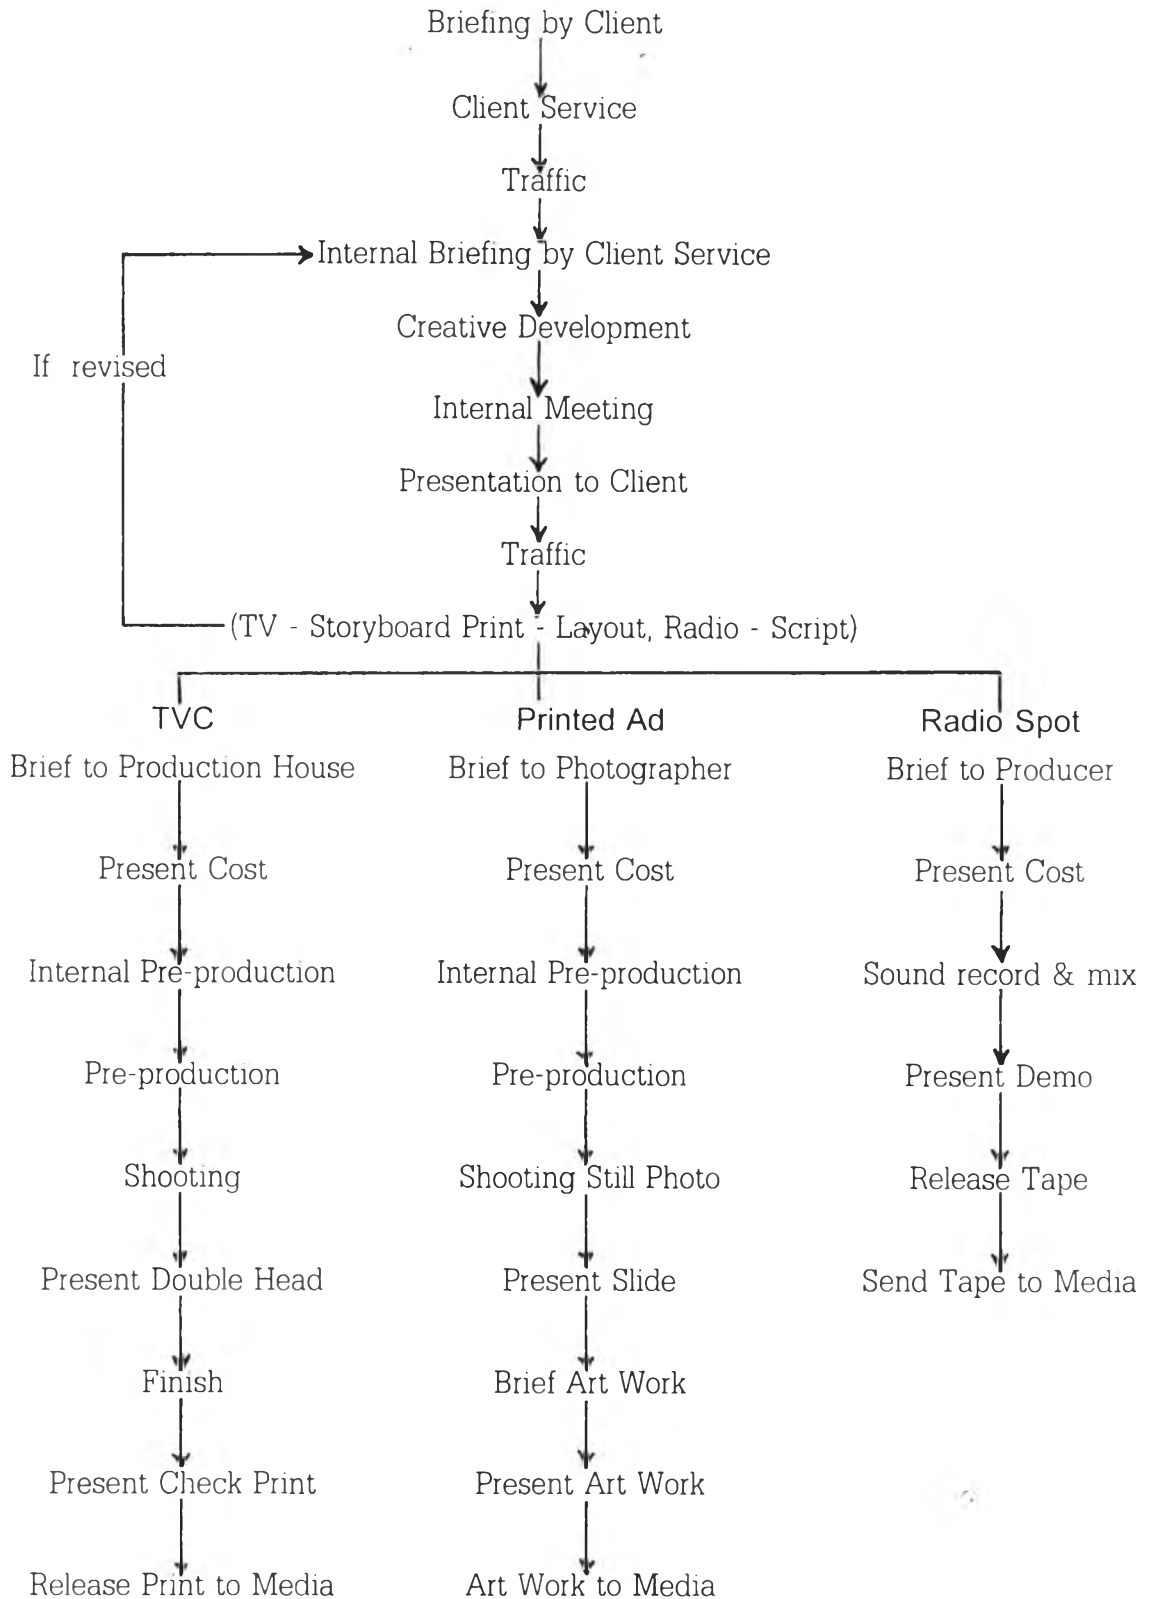 Briefing by Client
Client Service
Traffic
Internal Briefing by Client Service
Creative Development
If revised
Internal Meeting
Presentation to Client
Traffic
(TV - Storyboard Print - Layout, Radio - Script)
TVC
Brief to Production House
Present Cost
Internal Pre-production
Pre-production
Shooting
Present Double Head
Finish
Present Check Print
Release Print to Media
Printed Ad
Brief to Photographer
Present Cost
Internal Pre-production
Pre-production
Shooting Still Photo
Present Slide
Brief Art Work
Present Art Work
Art Work to Media
Radio Spot
Brief to Producer
Present Cost
Sound record & mix
Present Demo
Release Tape
Send Tape to Media